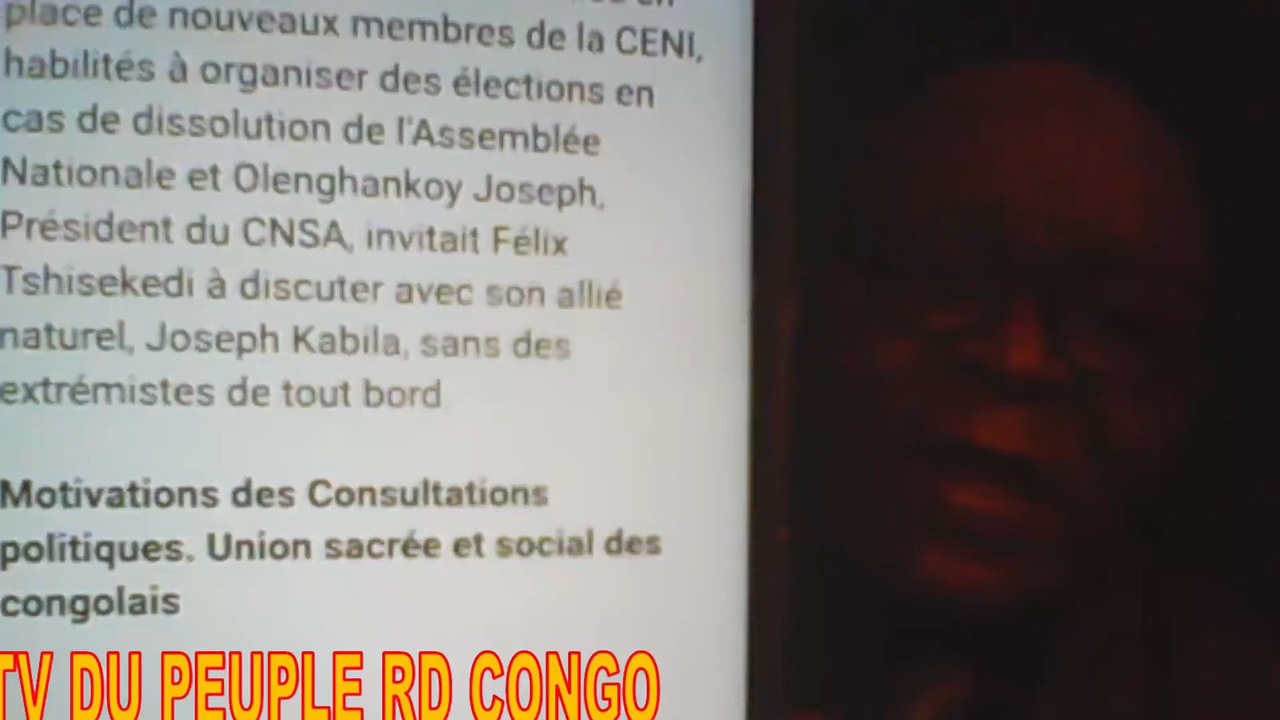 place de nouveaux membres de la CENI,
habilités à organiser des élections en
cas de dissolution de l'Assemblée
Nationale et Olenghankoy Joseph,
Président du CNSA, invitait Félix
Tshisekedi à discuter avec son allié
naturel, Joseph Kabila, sans des
extrémistes de tout bord
Motivations des Consultations
politiques. Union sacrée et social des
congolais
TV DU PEUPLE RD CONGO